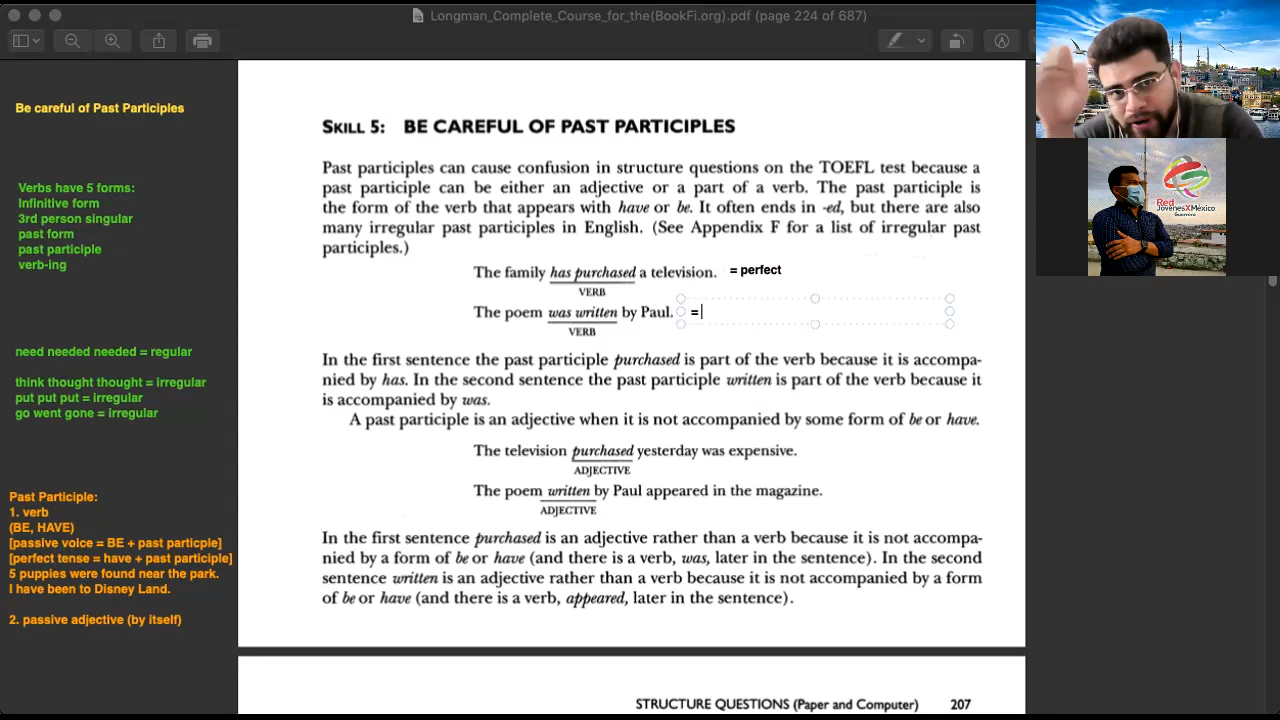 Longman_Complete_Course_for_the(BookFi.org).pdf (page 224 of 687)
Be careful of Past Participles
Verbs have 5 forms:
Infinitive form
3rd person singular
past form
past participle
verb-ing
need needed needed = regular
think thought thought = irregular
put put put = irregular
go went gone = irregular
Past Participle:
1. verb
(BE, HAVE)
[passive voice = BE + past particple]
[perfect tense = have + past participle]
5 puppies were found near the park.
I have been to Disney Land.
2. passive adjective (by itself)
SKILL 5: BE CAREFUL OF PAST PARTICIPLES
Past participles can cause confusion in structure questions on the TOEFL test because a
past participle can be either an adjective or a part of a verb. The past participle is
the form of the verb that appears with have or be. It often ends in -ed, but there are also
many irregular past participles in English. (See Appendix F for a list of irregular past
participles.)
The family has purchased a television. = perfect
VERB
The poem was written by Paul. =
VERB
In the first sentence the past participle purchased is part of the verb because it is accompa-
nied by has. In the second sentence the past participle written is part of the verb because it
is accompanied by was.
A past participle is an adjective when it is not accompanied by some form of be or have.
The television purchased yesterday was expensive.
ADJECTIVE
The poem written by Paul appeared in the magazine.
ADJECTIVE
In the first sentence purchased is an adjective rather than a verb because it is not accompa-
nied by a form of be or have (and there is a verb, was, later in the sentence). In the second
sentence written is an adjective rather than a verb because it is not accompanied by a form
of be or have (and there is a verb, appeared, later in the sentence).
STRUCTURE QUESTIONS (Paper and Computer) 207
Red
JóvenesXMéxico
Guerrero